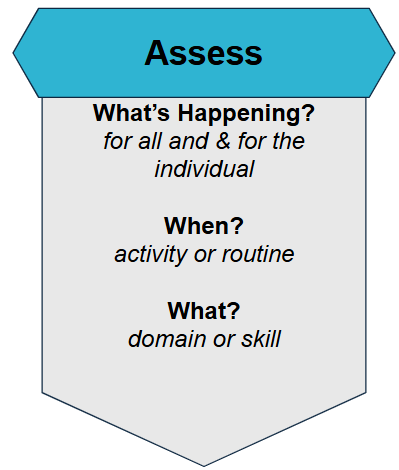 Assess
What’s Happening?
for all and & for the
individual
When?
activity or routine
What?
domain or skill